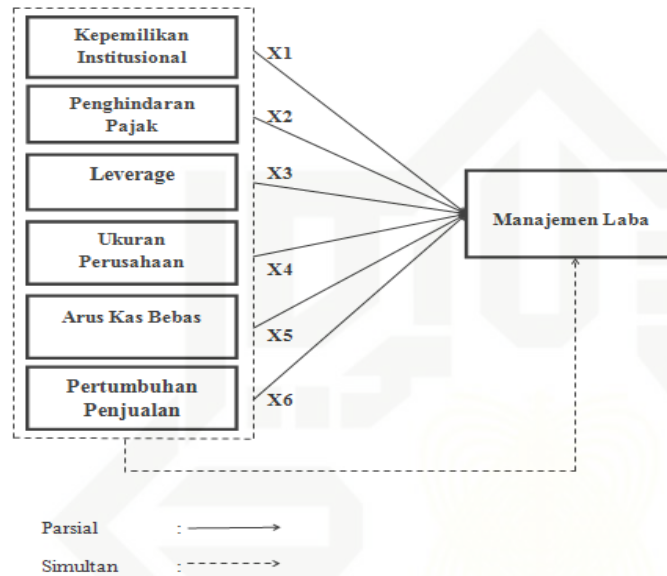 Kepemilikan
Institusional
X1
Penghindaran
Pajak
X2
Leverage
X3
Ukuran
Perusahaan
X4
Arus Kas Bebas
X5
Pertumbuhan
Penjualan
X6
Manajemen Laba
Parsial :
Simultan :